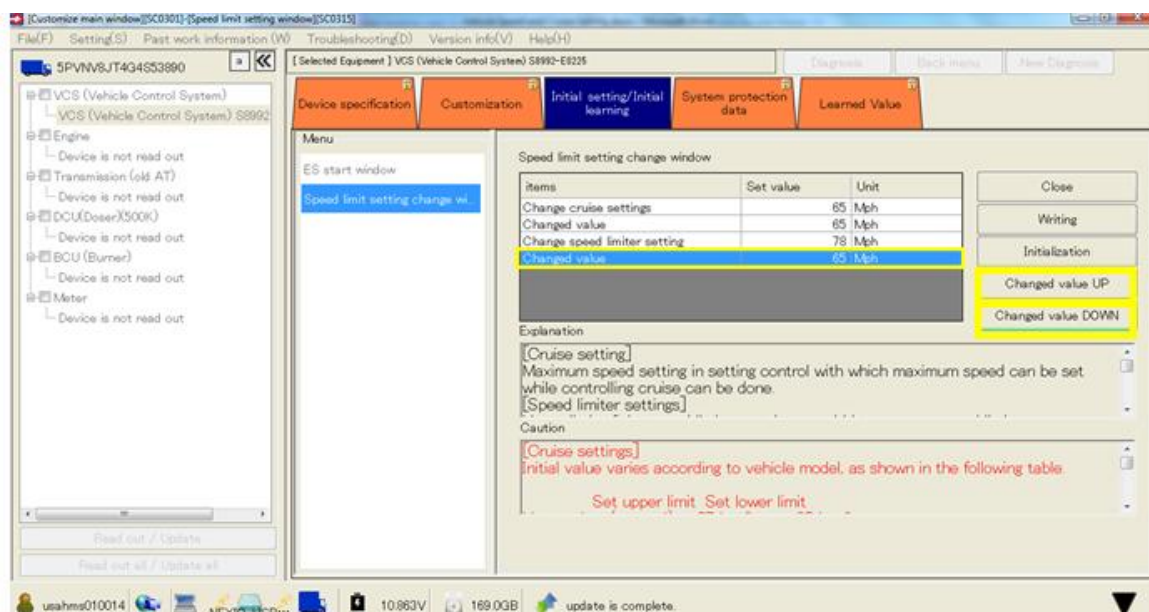 [Customize main window][SC0301]-[Speed limit setting window][SC0315]
File(F) Setting(S) Past work information (W) Troubleshooting(D) Version info(V) Help(H)
5PVNV8JT4G4S53890
[ Selected Equipment ] VCS (Vehicle Control System) S8992-E0225
Diagnosis Back menu New Diagnosis
VCS (Vehicle Control System)
VCS (Vehicle Control System) S8992
Engine
Device is not read out
Transmission (old AT)
Device is not read out
DCU(Doser)(500K)
Device is not read out
BCU (Burner)
Device is not read out
Meter
Device is not read out
Read out / Update
Read out all / Update all
Device specification
Customization
Initial setting/Initial
learning
System protection
data
Learned Value
Menu
ES start window
Speed limit setting change wi...
Speed limit setting change window
items Set value Unit
Change cruise settings 65 Mph
Changed value 65 Mph
Change speed limiter setting 78 Mph
Changed value 65 Mph
Close
Writing
Initialization
Changed value UP
Changed value DOWN
Explanation
[Cruise setting]
Maximum speed setting in setting control with which maximum speed can be set
while controlling cruise can be done.
[Speed limiter settings]
Caution
[Cruise settings]
Initial value varies according to vehicle model, as shown in the following table.
Set upper limit Set lower limit
usahms010014 10.863V 169.0GB update is complete.